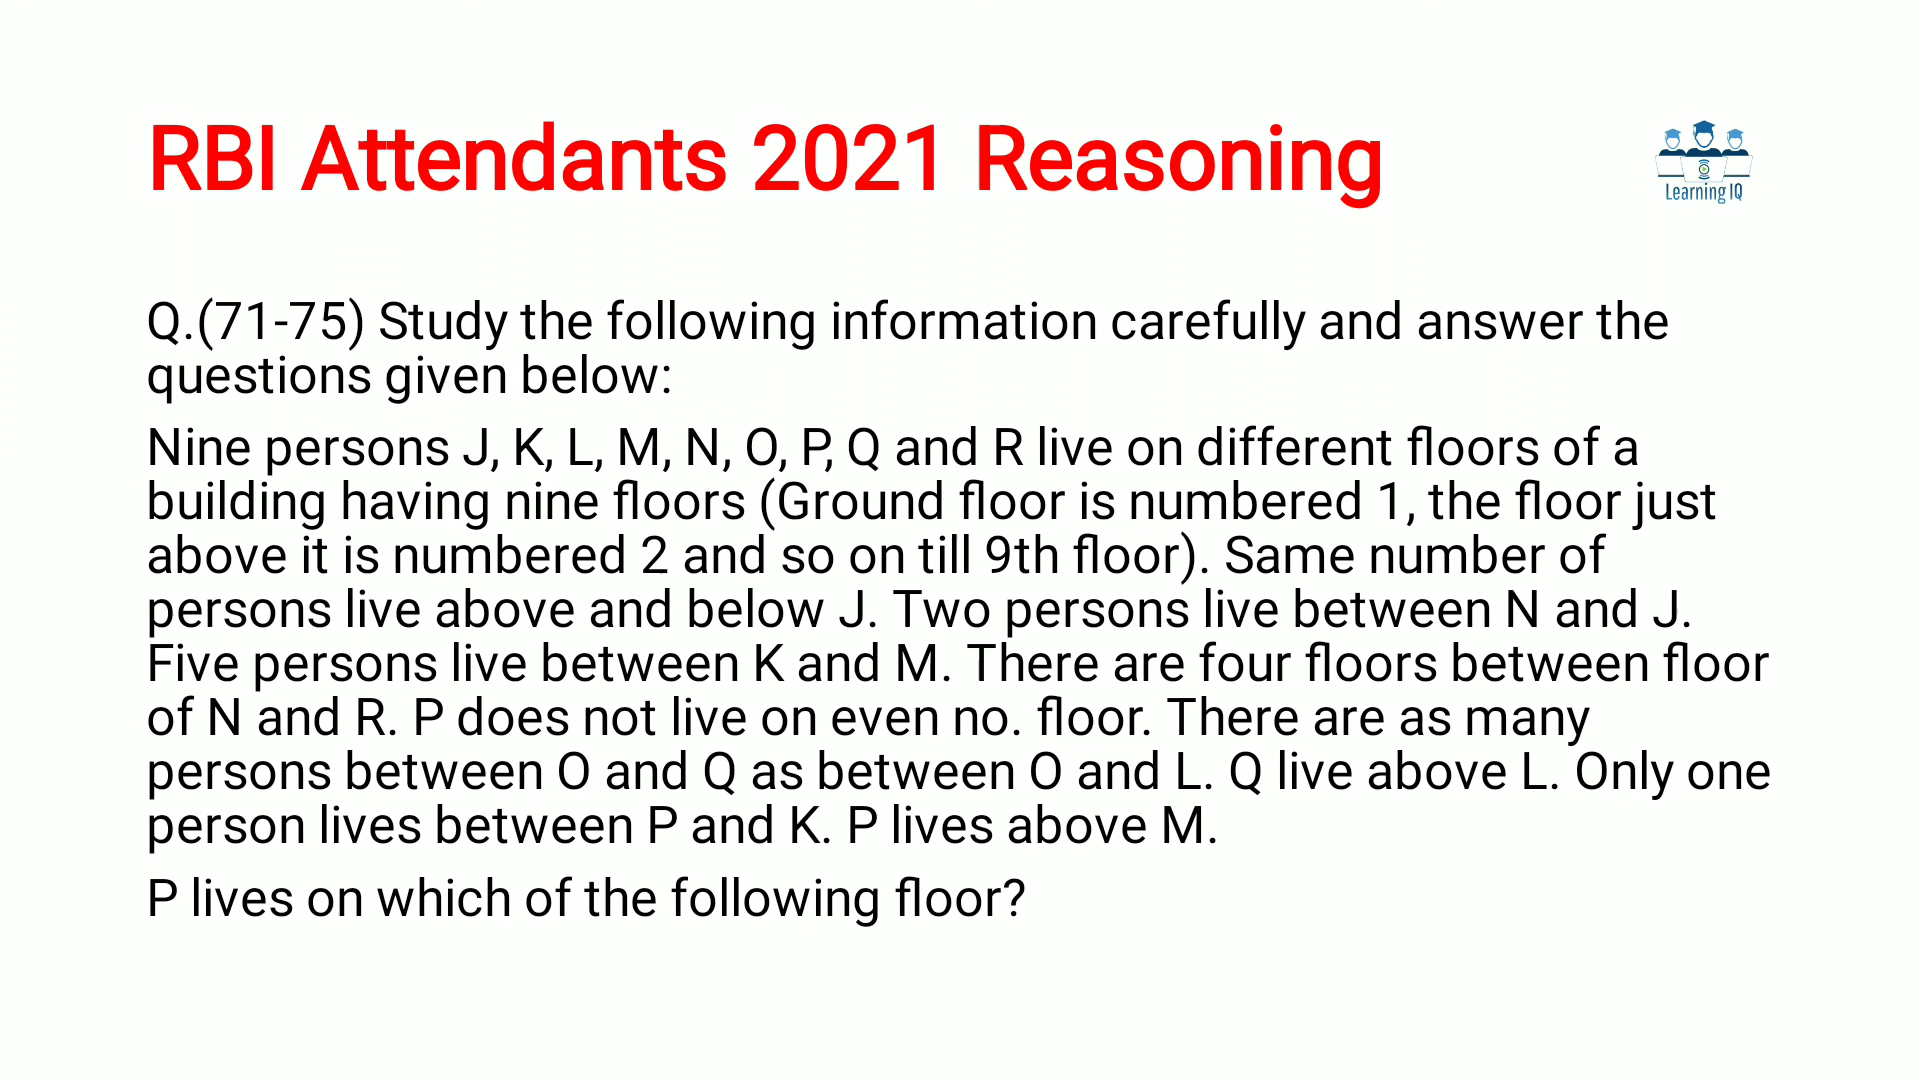 RBI Attendants 2021 Reasoning
Learning IQ
Q.(71-75) Study the following information carefully and answer the
questions given below:
Nine persons J, K, L, M, N, O, P, Q and R live on different floors of a
building having nine floors (Ground floor is numbered 1, the floor just
above it is numbered 2 and so on till 9th floor). Same number of
persons live above and below J. Two persons live between N and J.
Five persons live between K and M. There are four floors between floor
of N and R. P does not live on even no. floor. There are as many
persons between O and Q as between O and L. Q live above L. Only one
person lives between P and K. P lives above M.
P lives on which of the following floor?